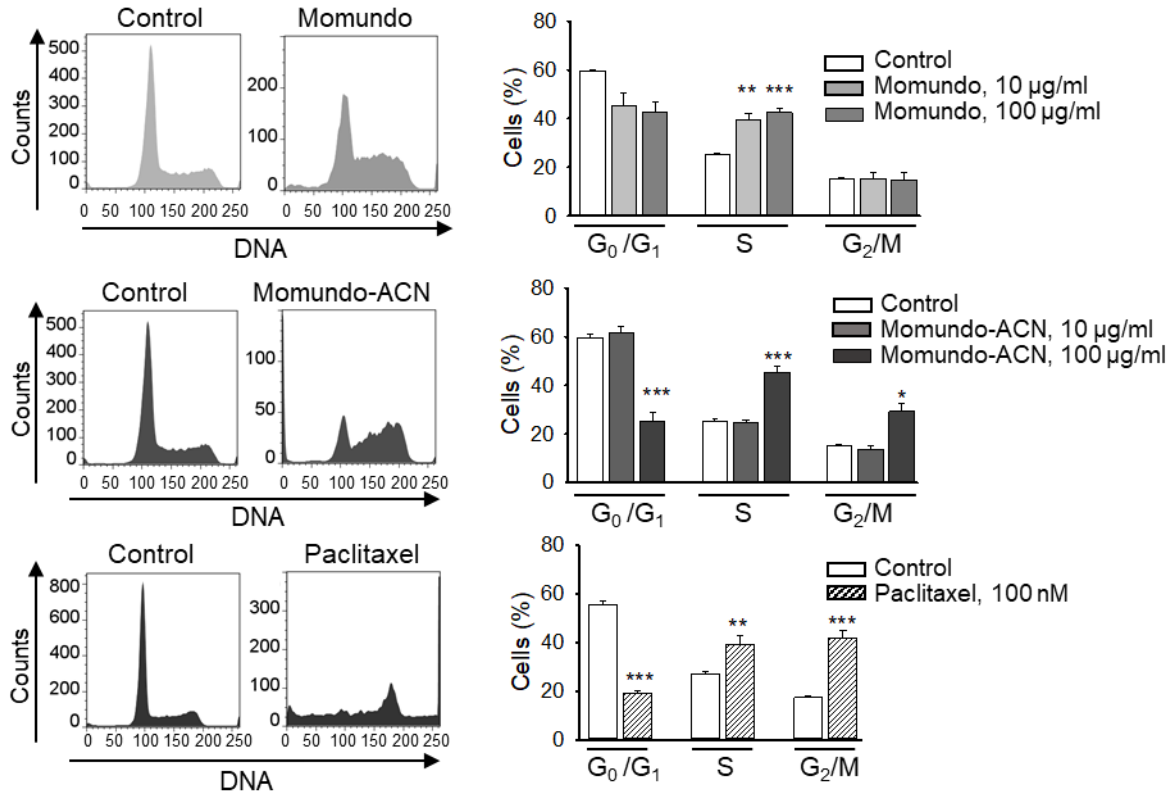 Control
Momundo
Counts
500
400
300
200
100
0
200
100
0
0 50 100 150 200 250
0 50 100 150 200 250
DNA
Cells (%)
80
60
40
20
0
** ***
Control
Momundo, 10 µg/ml
Momundo, 100 µg/ml
G₀/G₁ S G₂/M
Control
Momundo-ACN
Counts
500
400
300
200
100
0
150
100
50
0
0 50 100 150 200 250
0 50 100 150 200 250
DNA
Cells (%)
80
60
40
20
0
*** *** *
Control
Momundo-ACN, 10 µg/ml
Momundo-ACN, 100 µg/ml
G₀/G₁ S G₂/M
Control
Paclitaxel
Counts
800
600
400
200
0
300
200
100
0
0 50 100 150 200 250
0 50 100 150 200 250
DNA
Cells (%)
80
60
40
20
0
*** ** ***
Control
Paclitaxel, 100 nM
G₀/G₁ S G₂/M